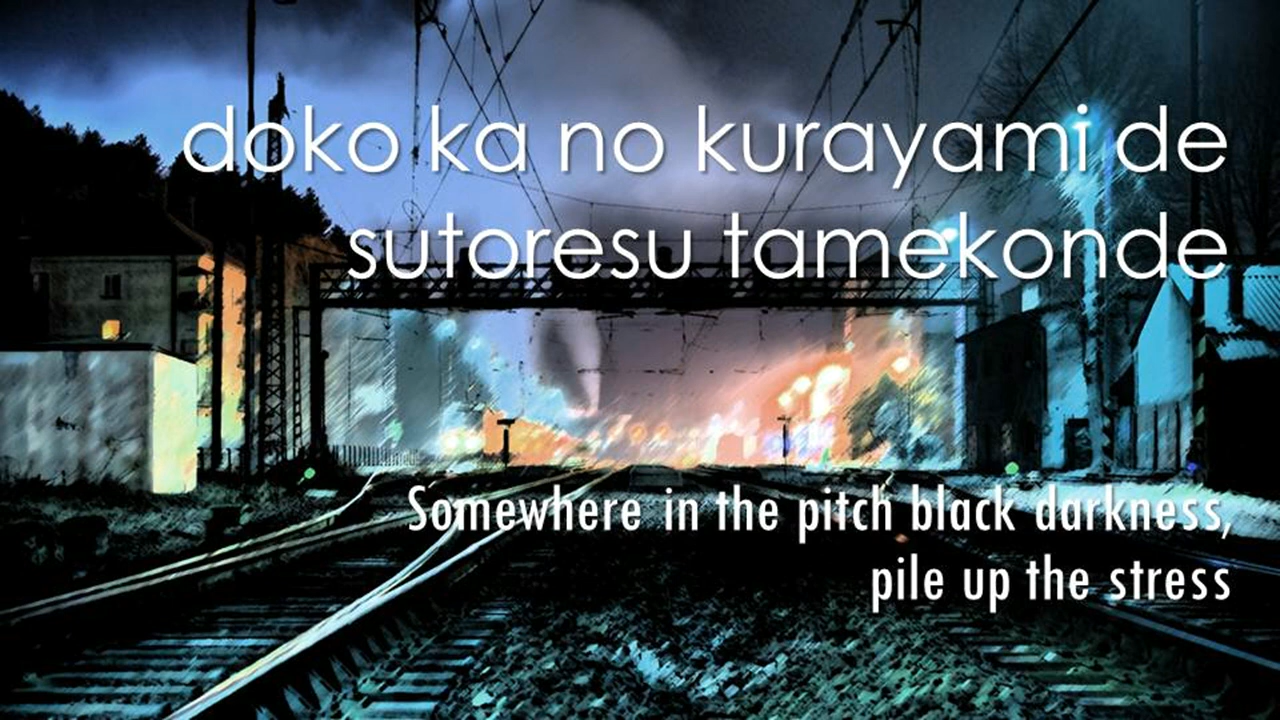 doko ka no kurayami de
sutoresu tamekonde
Somewhere in the pitch black darkness,
pile up the stress